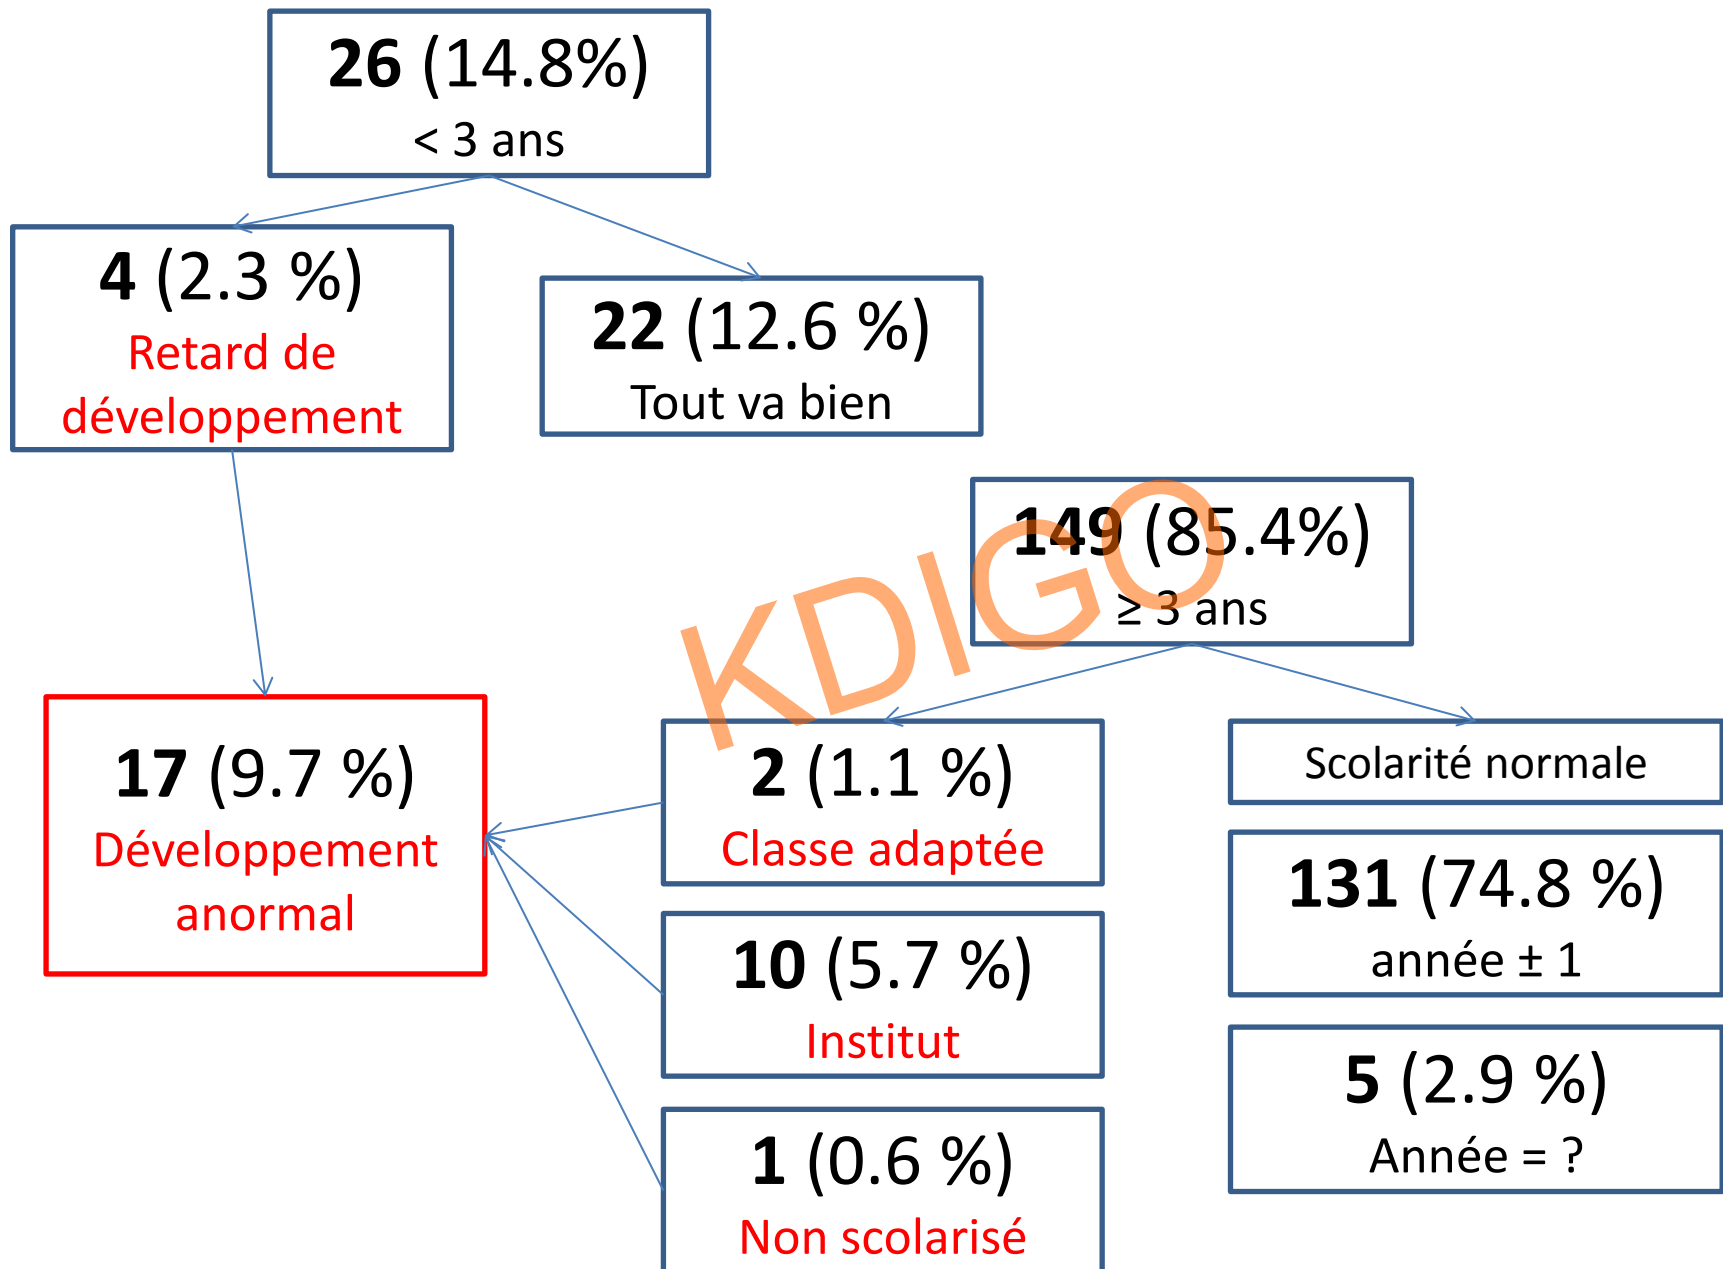 26 (14.8%)
< 3 ans
4 (2.3 %)
Retard de
développement
22 (12.6 %)
Tout va bien
149 (85.4%)
≥ 3 ans
KDIGO
17 (9.7 %)
Développement
anormal
2 (1.1 %)
Classe adaptée
10 (5.7 %)
Institut
1 (0.6 %)
Non scolarisé
Scolarité normale
131 (74.8 %)
année ± 1
5 (2.9 %)
Année = ?